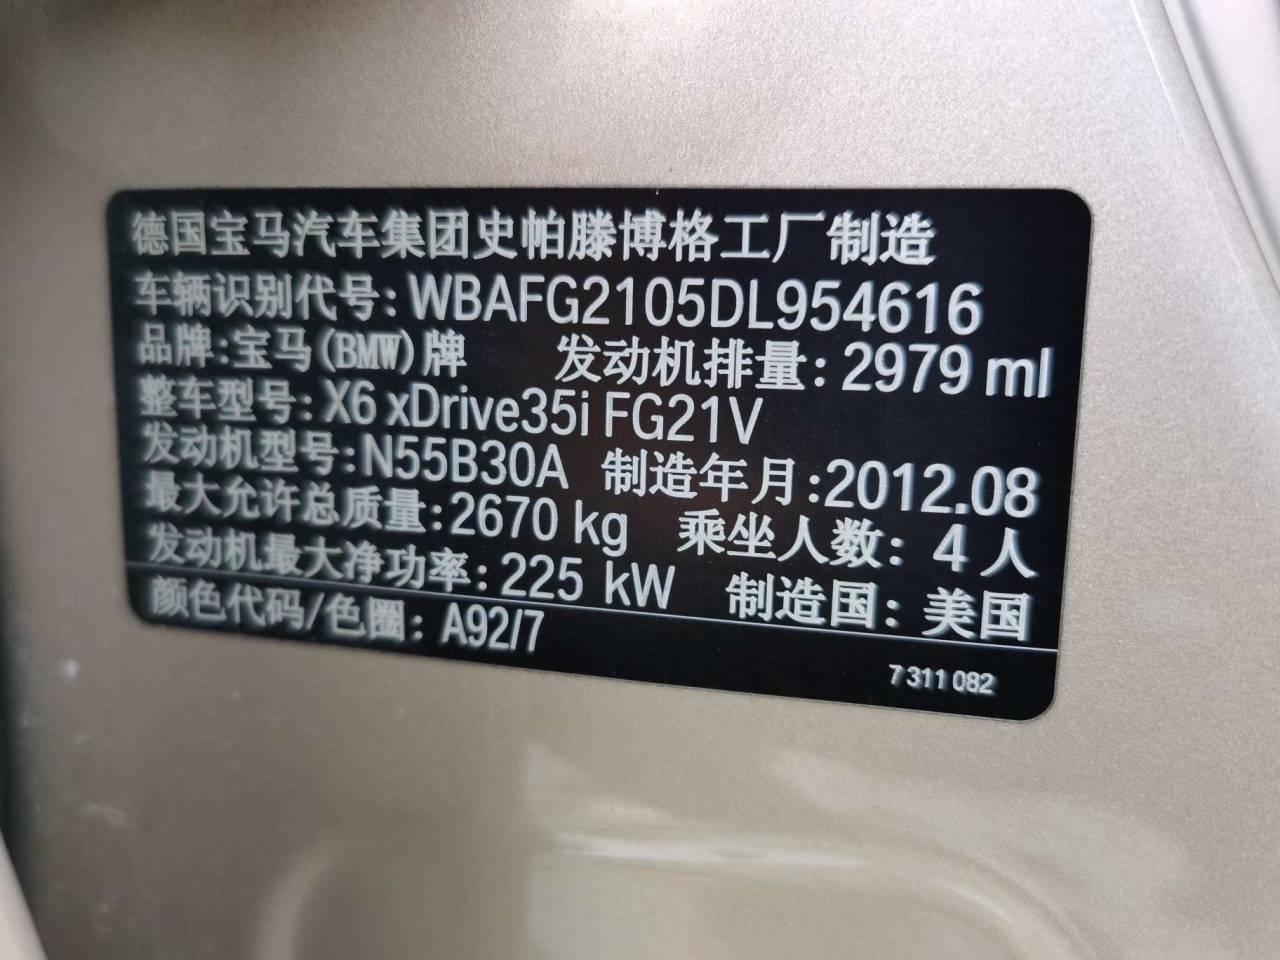 德国宝马汽车集团史帕滕博格工厂制造
车辆识别代号: WBAFG2105DL954616
品牌: 宝马(BMW)牌 发动机排量: 2979 ml
整车型号: X6 xDrive35i FG21V
发动机型号: N55B30A 制造年月: 2012.08
最大允许总质量: 2670 kg 乘坐人数: 4人
发动机最大净功率: 225 kW 制造国: 美国
颜色代码/色圈: A92/7
7 311 082